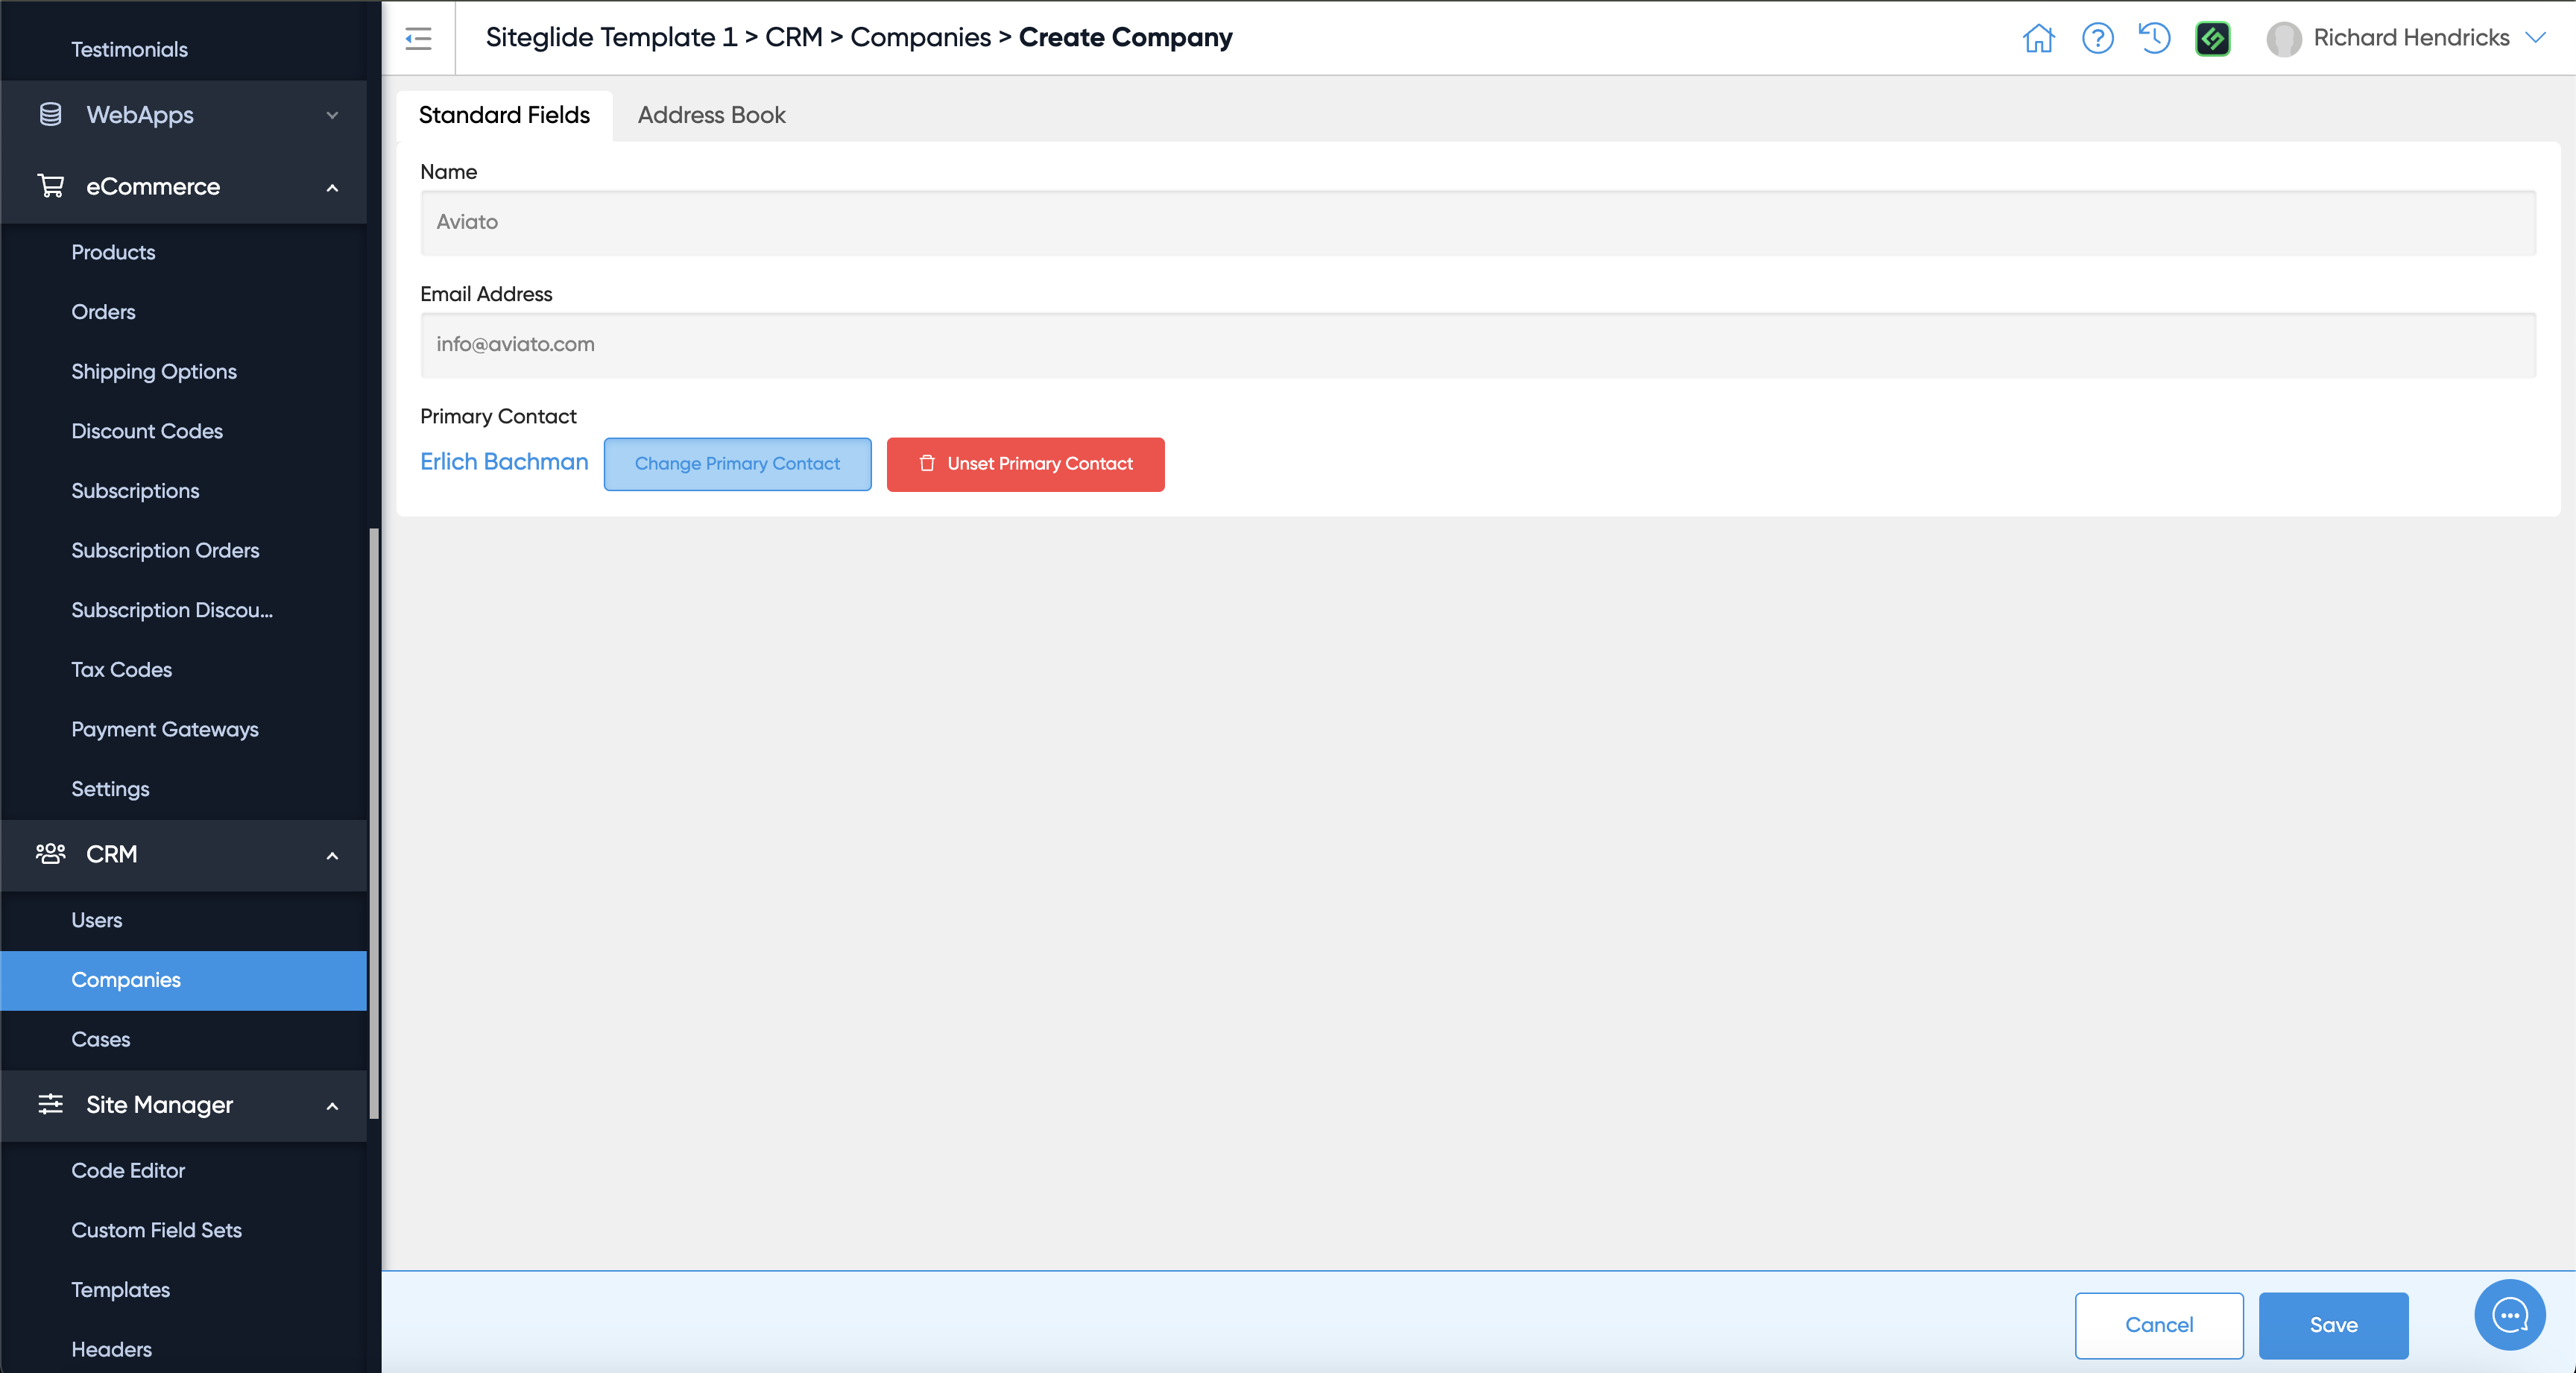 Testimonials
WebApps
eCommerce
Products
Orders
Shipping Options
Discount Codes
Subscriptions
Subscription Orders
Subscription Discou...
Tax Codes
Payment Gateways
Settings
CRM
Users
Companies
Cases
Site Manager
Code Editor
Custom Field Sets
Templates
Headers
Siteglide Template 1 > CRM > Companies > Create Company
Richard Hendricks
Standard Fields
Address Book
Name
Aviato
Email Address
info@aviato.com
Primary Contact
Erlich Bachman
Change Primary Contact
Unset Primary Contact
Cancel
Save